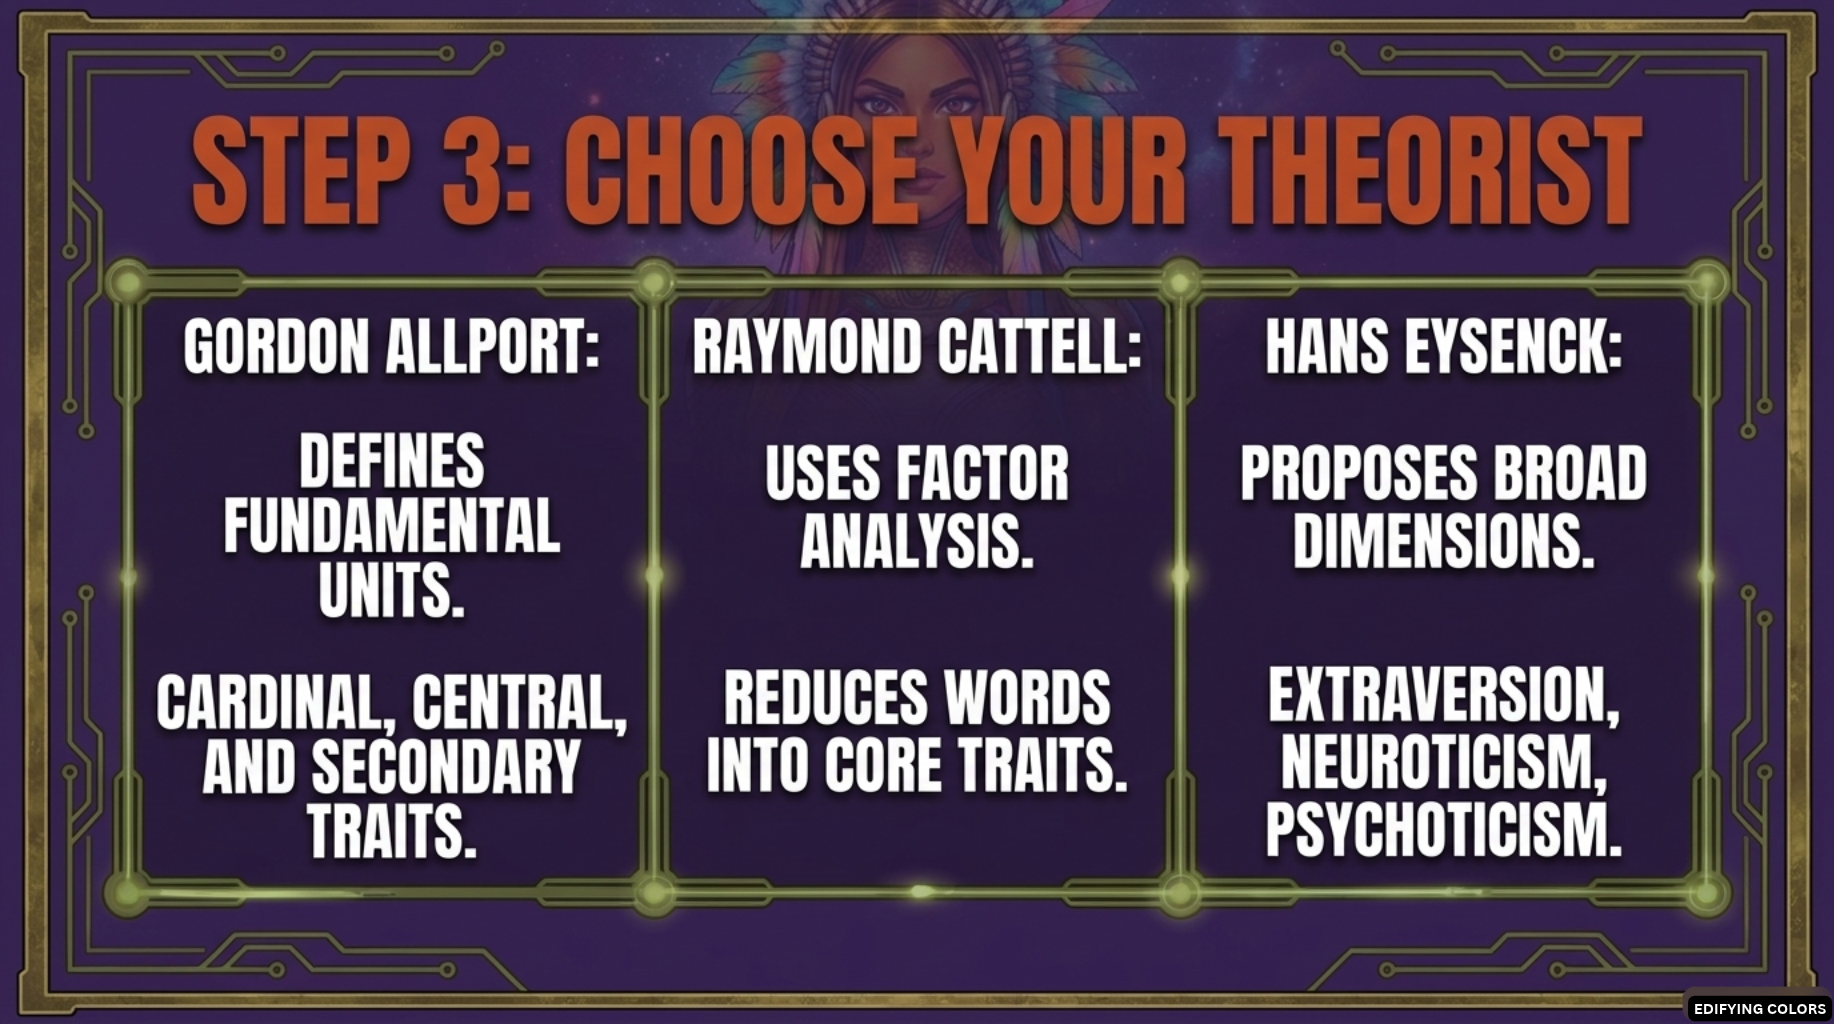 STEP 3: CHOOSE YOUR THEORIST
GORDON ALLPORT:
DEFINES
FUNDAMENTAL
UNITS.
CARDINAL, CENTRAL,
AND SECONDARY
TRAITS.
RAYMOND CATTELL:
USES FACTOR
ANALYSIS.
REDUCES WORDS
INTO CORE TRAITS.
HANS EYSENCK:
PROPOSES BROAD
DIMENSIONS.
EXTRAVERSION,
NEUROTICISM,
PSYCHOTICISM.
EDIFYING COLORS